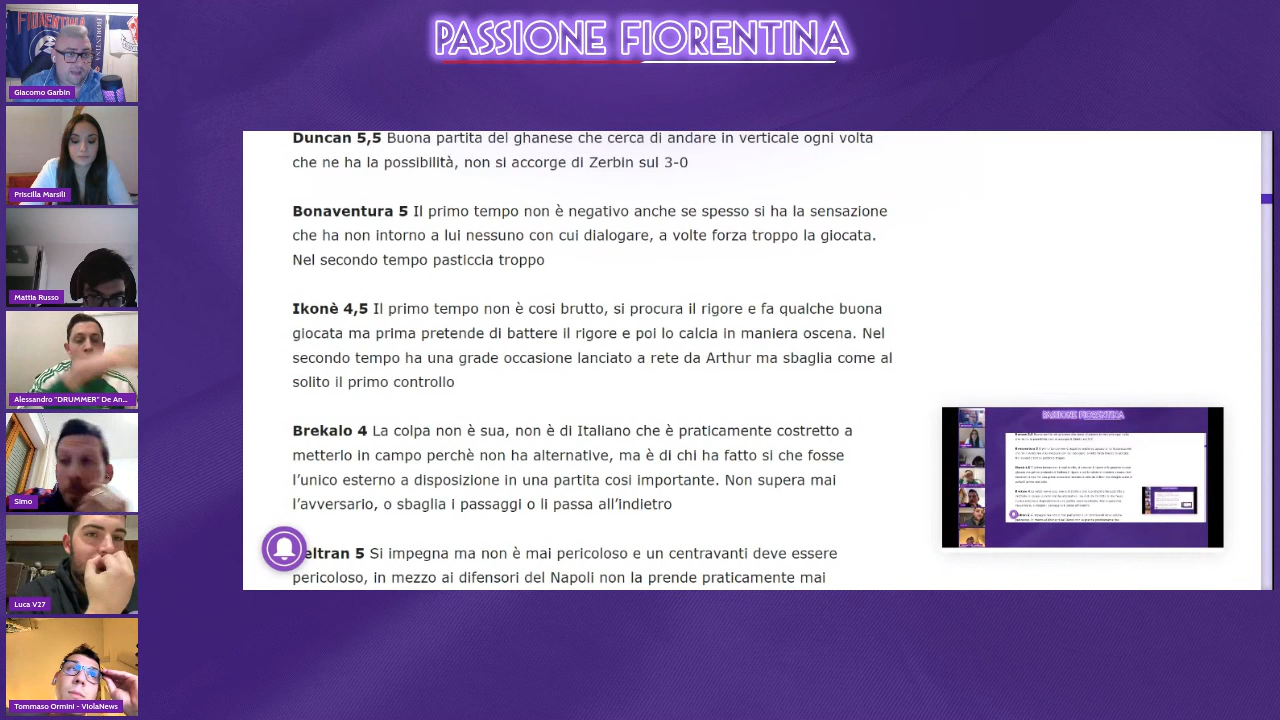 PASSIONE FIORENTINA
FIORENTINA
FIORENTINA
Giacomo Garbin
Priscilla Marsili
Mattia Russo
Alessandro "DRUMMER" De An...
Simo
Luca V27
Tommaso Ormini - ViolaNews
Duncan 5,5 Buona partita del ghanese che cerca di andare in verticale ogni volta
che ne ha la possibilità, non si accorge di Zerbin sul 3-0
Bonaventura 5 Il primo tempo non è negativo anche se spesso si ha la sensazione
che ha non intorno a lui nessuno con cui dialogare, a volte forza troppo la giocata.
Nel secondo tempo pasticcia troppo
Ikonè 4,5 Il primo tempo non è cosi brutto, si procura il rigore e fa qualche buona
giocata ma prima pretende di battere il rigore e poi lo calcia in maniera oscena. Nel
secondo tempo ha una grade occasione lanciato a rete da Arthur ma sbaglia come al
solito il primo controllo
Brekalo 4 La colpa non è sua, non è di Italiano che è praticamente costretto a
metterlo in campo perchè non ha alternative, ma è di chi ha fatto si che fosse
l'unico esterno a disposizione in una partita cosi importante. Non supera mai
sbaglia i passaggi o li passa all'indietro
eltran 5 Si impegna ma non è mai pericoloso e un centravanti deve essere
pericoloso, in mezzo ai difensori del Napoli non la prende praticamente mai
PASSIONE FIORENTINA